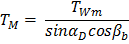 T_M = T_Wm / (sinα_D cosβ_b)